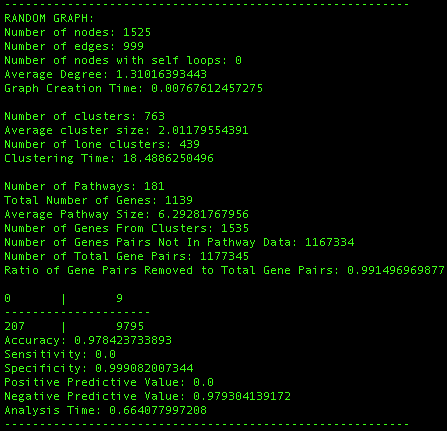 ----------------------------------------------------------------------
RANDOM GRAPH:
Number of nodes: 1525
Number of edges: 999
Number of nodes with self loops: 0
Average Degree: 1.31016393443
Graph Creation Time: 0.00767612457275
Number of clusters: 763
Average cluster size: 2.01179554391
Number of lone clusters: 439
Clustering Time: 18.4886250496
Number of Pathways: 181
Total Number of Genes: 1139
Average Pathway Size: 6.29281767956
Number of Genes From Clusters: 1535
Number of Genes Pairs Not In Pathway Data: 1167334
Number of Total Gene Pairs: 1177345
Ratio of Gene Pairs Removed to Total Gene Pairs: 0.991496969877
0 | 9
-------------------------
207 | 9795
Accuracy: 0.978423733893
Sensitivity: 0.0
Specificity: 0.999082007344
Positive Predictive Value: 0.0
Negative Predictive Value: 0.979304139172
Analysis Time: 0.664077997208
----------------------------------------------------------------------